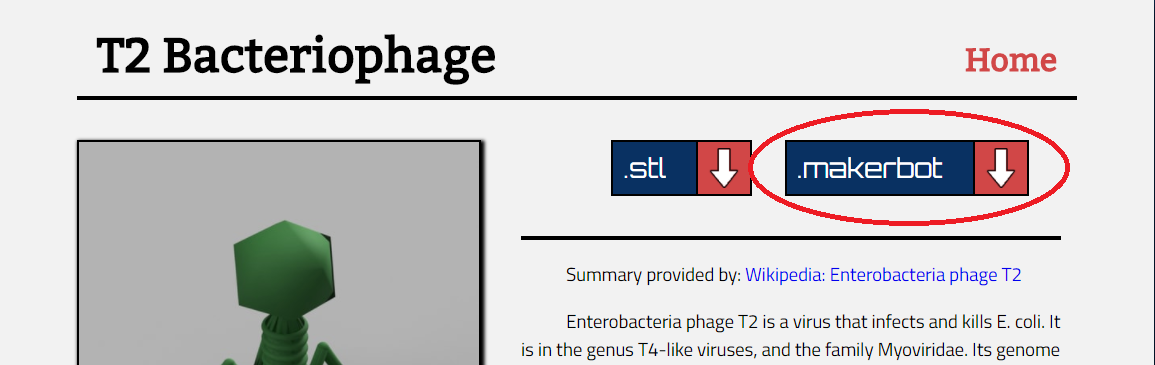 T2 Bacteriophage
Home
.stl
.makerbot
Summary provided by: Wikipedia: Enterobacteria phage T2
Enterobacteria phage T2 is a virus that infects and kills E. coli. It
is in the genus T4-like viruses, and the family Myoviridae. Its genome